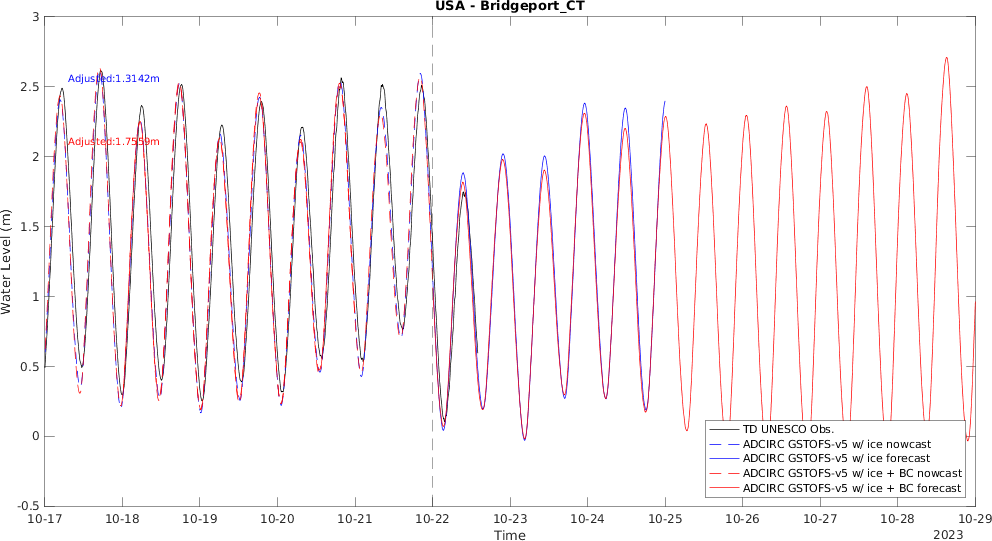 USA - Bridgeport_CT
3
2.5
2
1.5
1
0.5
0
-0.5
Water Level (m)
Adjusted:1.3142m
Adjusted:1.7559m
TD UNESCO Obs.
ADCIRC GSTOFS-v5 w/ ice nowcast
ADCIRC GSTOFS-v5 w/ ice forecast
ADCIRC GSTOFS-v5 w/ ice + BC nowcast
ADCIRC GSTOFS-v5 w/ ice + BC forecast
10-17 10-18 10-19 10-20 10-21 10-22 10-23 10-24 10-25 10-26 10-27 10-28 10-29
Time
2023